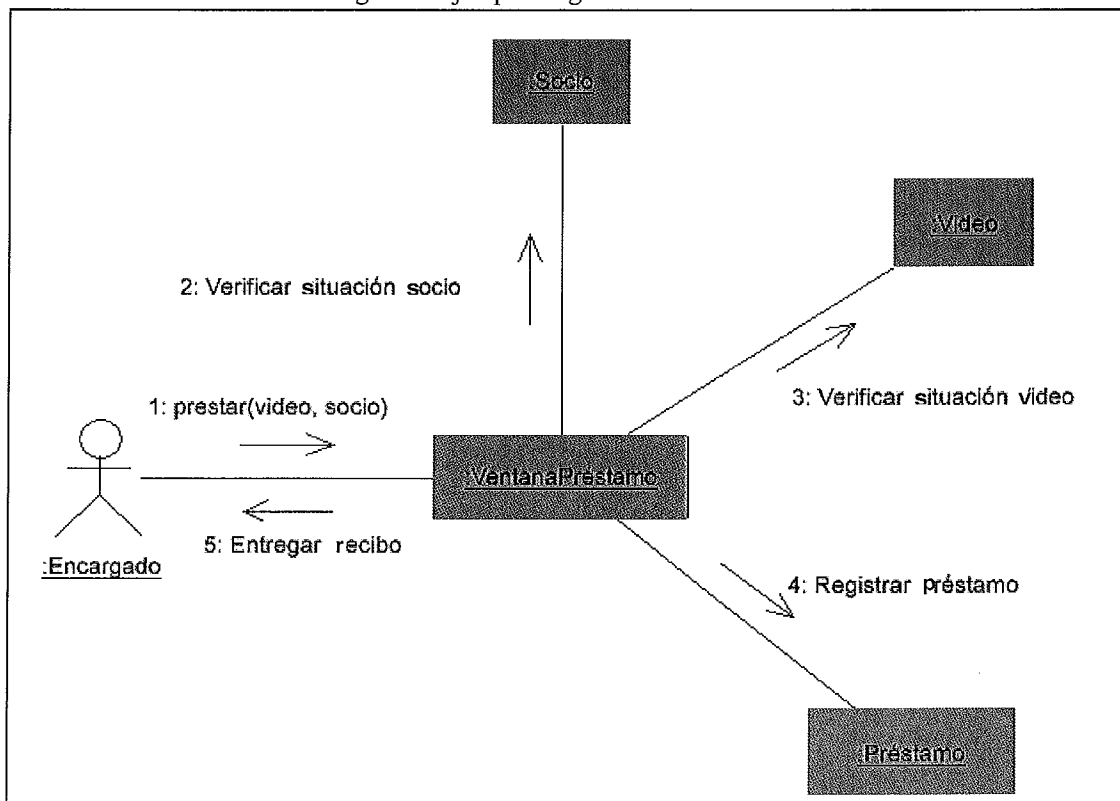 :Socio
:Video
2: Verificar situación socio
3: Verificar situación video
1: prestar(video, socio)
:VentanaPréstamo
5: Entregar recibo
:Encargado
4: Registrar préstamo
:Préstamo